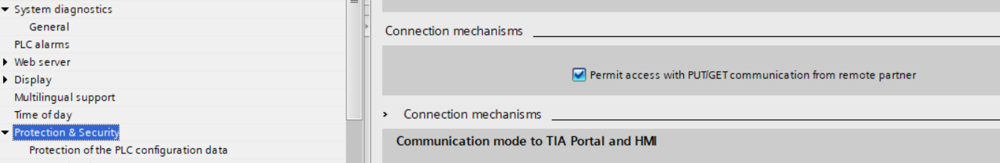 System diagnostics
General
PLC alarms
Web server
Display
Multilingual support
Time of day
Protection & Security
Protection of the PLC configuration data
Connection mechanisms
Permit access with PUT/GET communication from remote partner
Connection mechanisms
Communication mode to TIA Portal and HMI